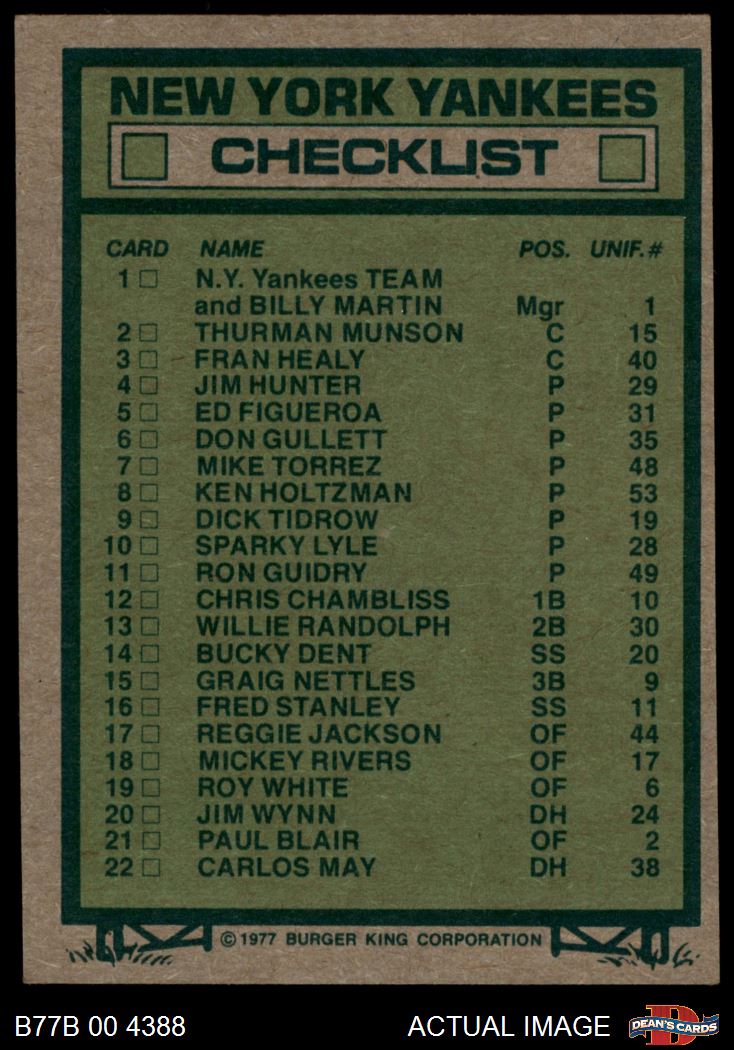 NEW YORK YANKEES
CHECKLIST
CARD NAME POS. UNIF.#
1 N.Y. Yankees TEAM
and BILLY MARTIN Mgr 1
2 THURMAN MUNSON C 15
3 FRAN HEALY C 40
4 JIM HUNTER P 29
5 ED FIGUEROA P 31
6 DON GULLETT P 35
7 MIKE TORREZ P 48
8 KEN HOLTZMAN P 53
9 DICK TIDROW P 19
10 SPARKY LYLE P 28
11 RON GUIDRY P 49
12 CHRIS CHAMBLISS 1B 10
13 WILLIE RANDOLPH 2B 30
14 BUCKY DENT SS 20
15 GRAIG NETTLES 3B 9
16 FRED STANLEY SS 11
17 REGGIE JACKSON OF 44
18 MICKEY RIVERS OF 17
19 ROY WHITE OF 6
20 JIM WYNN DH 24
21 PAUL BLAIR OF 2
22 CARLOS MAY DH 38
© 1977 BURGER KING CORPORATION
B77B 00 4388 ACTUAL IMAGE DEAN'S CARDS